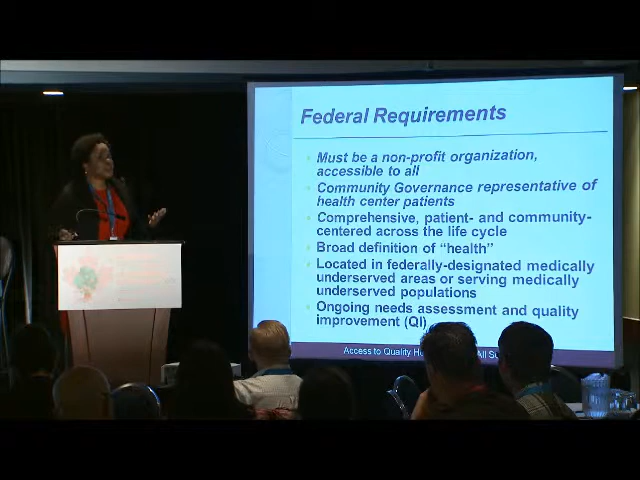 Federal Requirements
Must be a non-profit organization,
accessible to all
Community Governance representative of
health center patients
Comprehensive, patient- and community-
centered across the life cycle
Broad definition of “health”
Located in federally-designated medically
underserved areas or serving medically
underserved populations
Ongoing needs assessment and quality
improvement (QI)
Access to Quality All